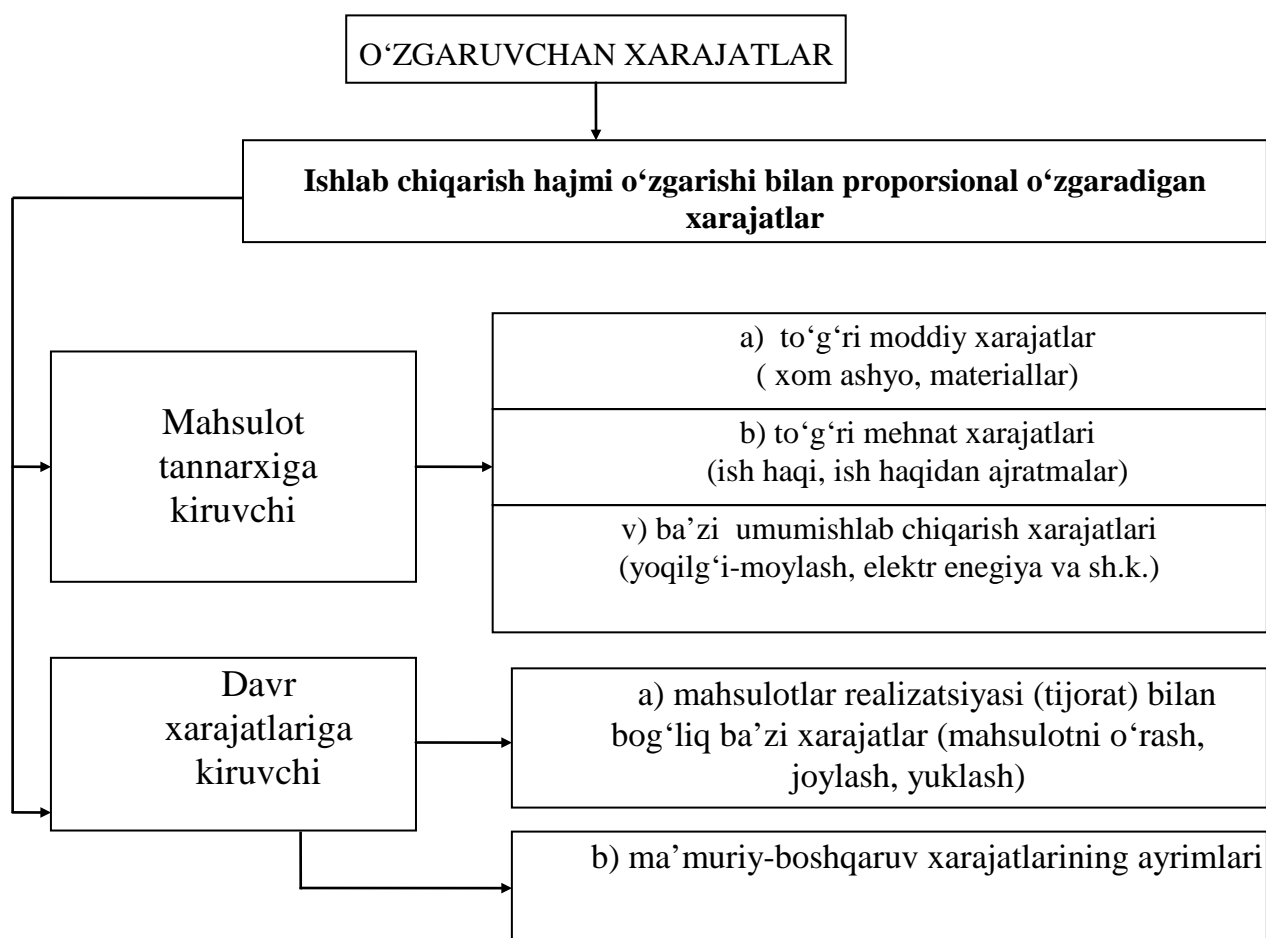 O‘ZGARUVCHAN XARAJATLAR
Ishlab chiqarish hajmi o‘zgarishi bilan proporsional o‘zgaradigan
xarajatlar
Mahsulot
tannarxiga
kiruvchi
a) to‘g‘ri moddiy xarajatlar
( xom ashyo, materiallar)
b) to‘g‘ri mehnat xarajatlari
(ish haqi, ish haqidan ajratmalar)
v) ba’zi umumishlab chiqarish xarajatlari
(yoqilg‘i-moylash, elektr enegiya va sh.k.)
Davr
xarajatlariga
kiruvchi
a) mahsulotlar realizatsiyasi (tijorat) bilan
bog‘liq ba’zi xarajatlar (mahsulotni o‘rash,
joylash, yuklash)
b) ma’muriy-boshqaruv xarajatlarining ayrimlari